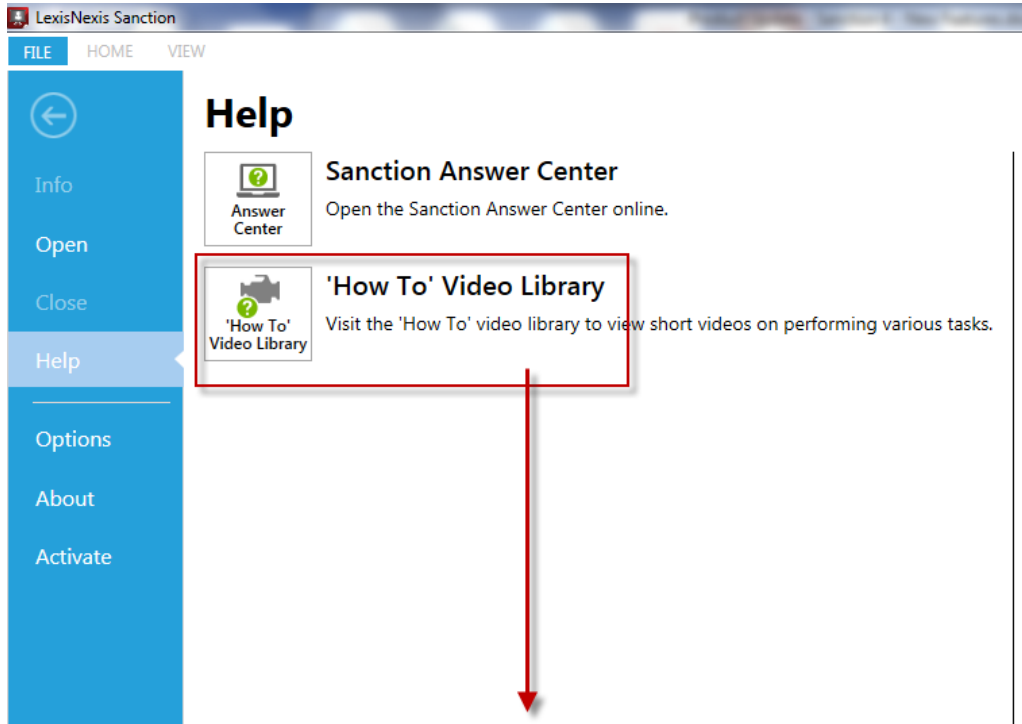 LexisNexis Sanction
FILE HOME VIEW
Help
Info
Open
Close
Help
Options
About
Activate
Answer
Center
Sanction Answer Center
Open the Sanction Answer Center online.
'How To'
Video Library
'How To' Video Library
Visit the 'How To' video library to view short videos on performing various tasks.